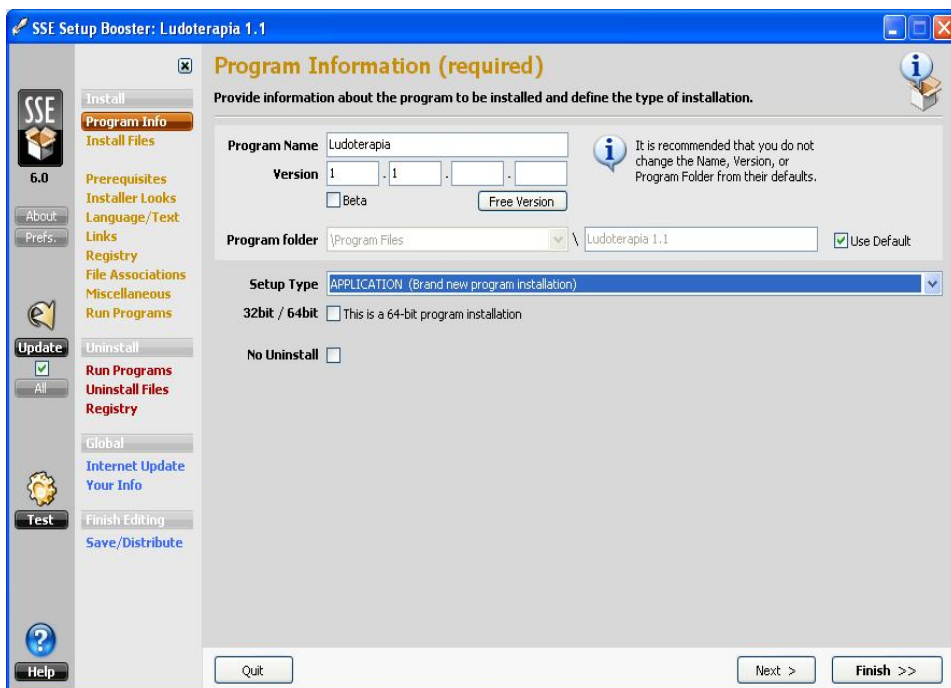 SSE Setup Booster: Ludoterapia 1.1
SSE
6.0
About
Prefs.
Update
All
Test
Help
Install
Program Info
Install Files
Prerequisites
Installer Looks
Language/Text
Links
Registry
File Associations
Miscellaneous
Run Programs
Uninstall
Run Programs
Uninstall Files
Registry
Global
Internet Update
Your Info
Finish Editing
Save/Distribute
Program Information (required)
Provide information about the program to be installed and define the type of installation.
Program Name Ludoterapia
Version 1 . 1 . .
Beta Free Version
It is recommended that you do not
change the Name, Version, or
Program Folder from their defaults.
Program folder \Program Files \ Ludoterapia 1.1 Use Default
Setup Type APPLICATION (Brand new program installation)
32bit / 64bit This is a 64-bit program installation
No Uninstall
Quit Next > Finish >>